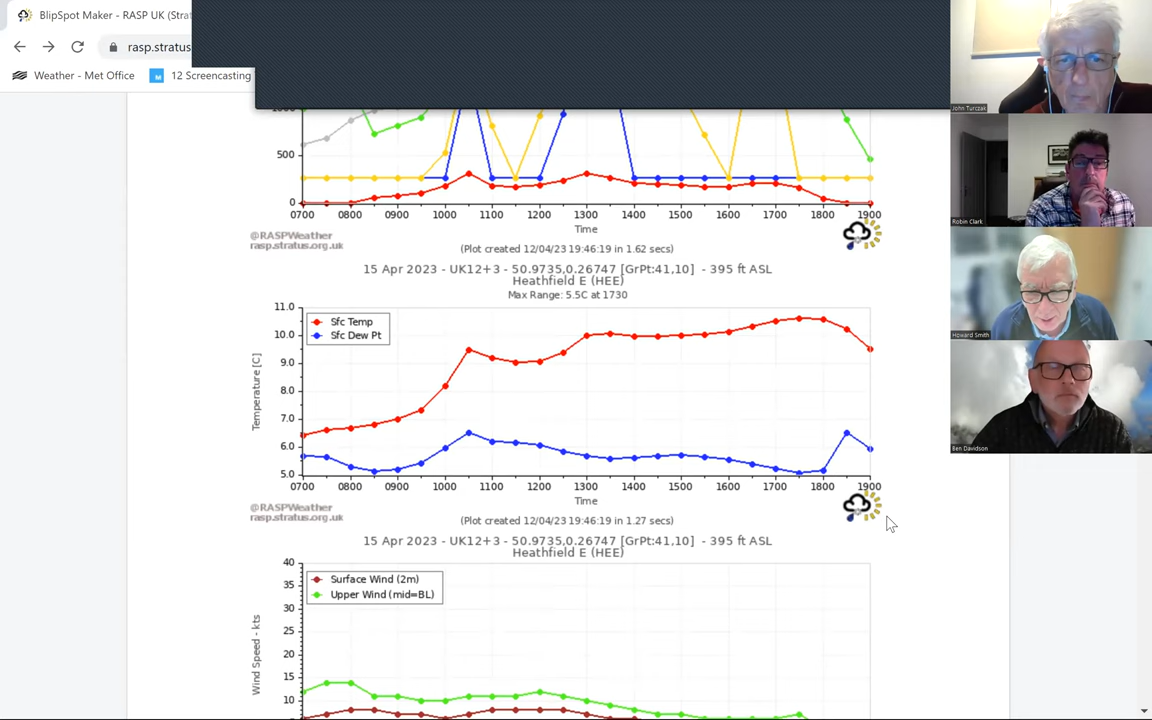 BlipSpot Maker - RASP UK (Stra
rasp.stratus
Weather - Met Office
12 Screencasting
John Turczak
Robin Clark
Howard Smith
Ben Davidson
500
0
0700 0800 0900 1000 1100 1200 1300 1400 1500 1600 1700 1800 1900
Time
@RASPWeather
rasp.stratus.org.uk
(Plot created 12/04/23 19:46:19 in 1.62 secs)
15 Apr 2023 - UK12+3 - 50.9735,0.26747 [GrPt:41,10] - 395 ft ASL
Heathfield E (HEE)
Max Range: 5.5C at 1730
Sfc Temp
Sfc Dew Pt
Temperature [C]
11.0
10.0
9.0
8.0
7.0
6.0
5.0
0700 0800 0900 1000 1100 1200 1300 1400 1500 1600 1700 1800 1900
Time
@RASPWeather
rasp.stratus.org.uk
(Plot created 12/04/23 19:46:19 in 1.27 secs)
15 Apr 2023 - UK12+3 - 50.9735,0.26747 [GrPt:41,10] - 395 ft ASL
Heathfield E (HEE)
Surface Wind (2m)
Upper Wind (mid=BL)
Wind Speed - kts
40
35
30
25
20
15
10